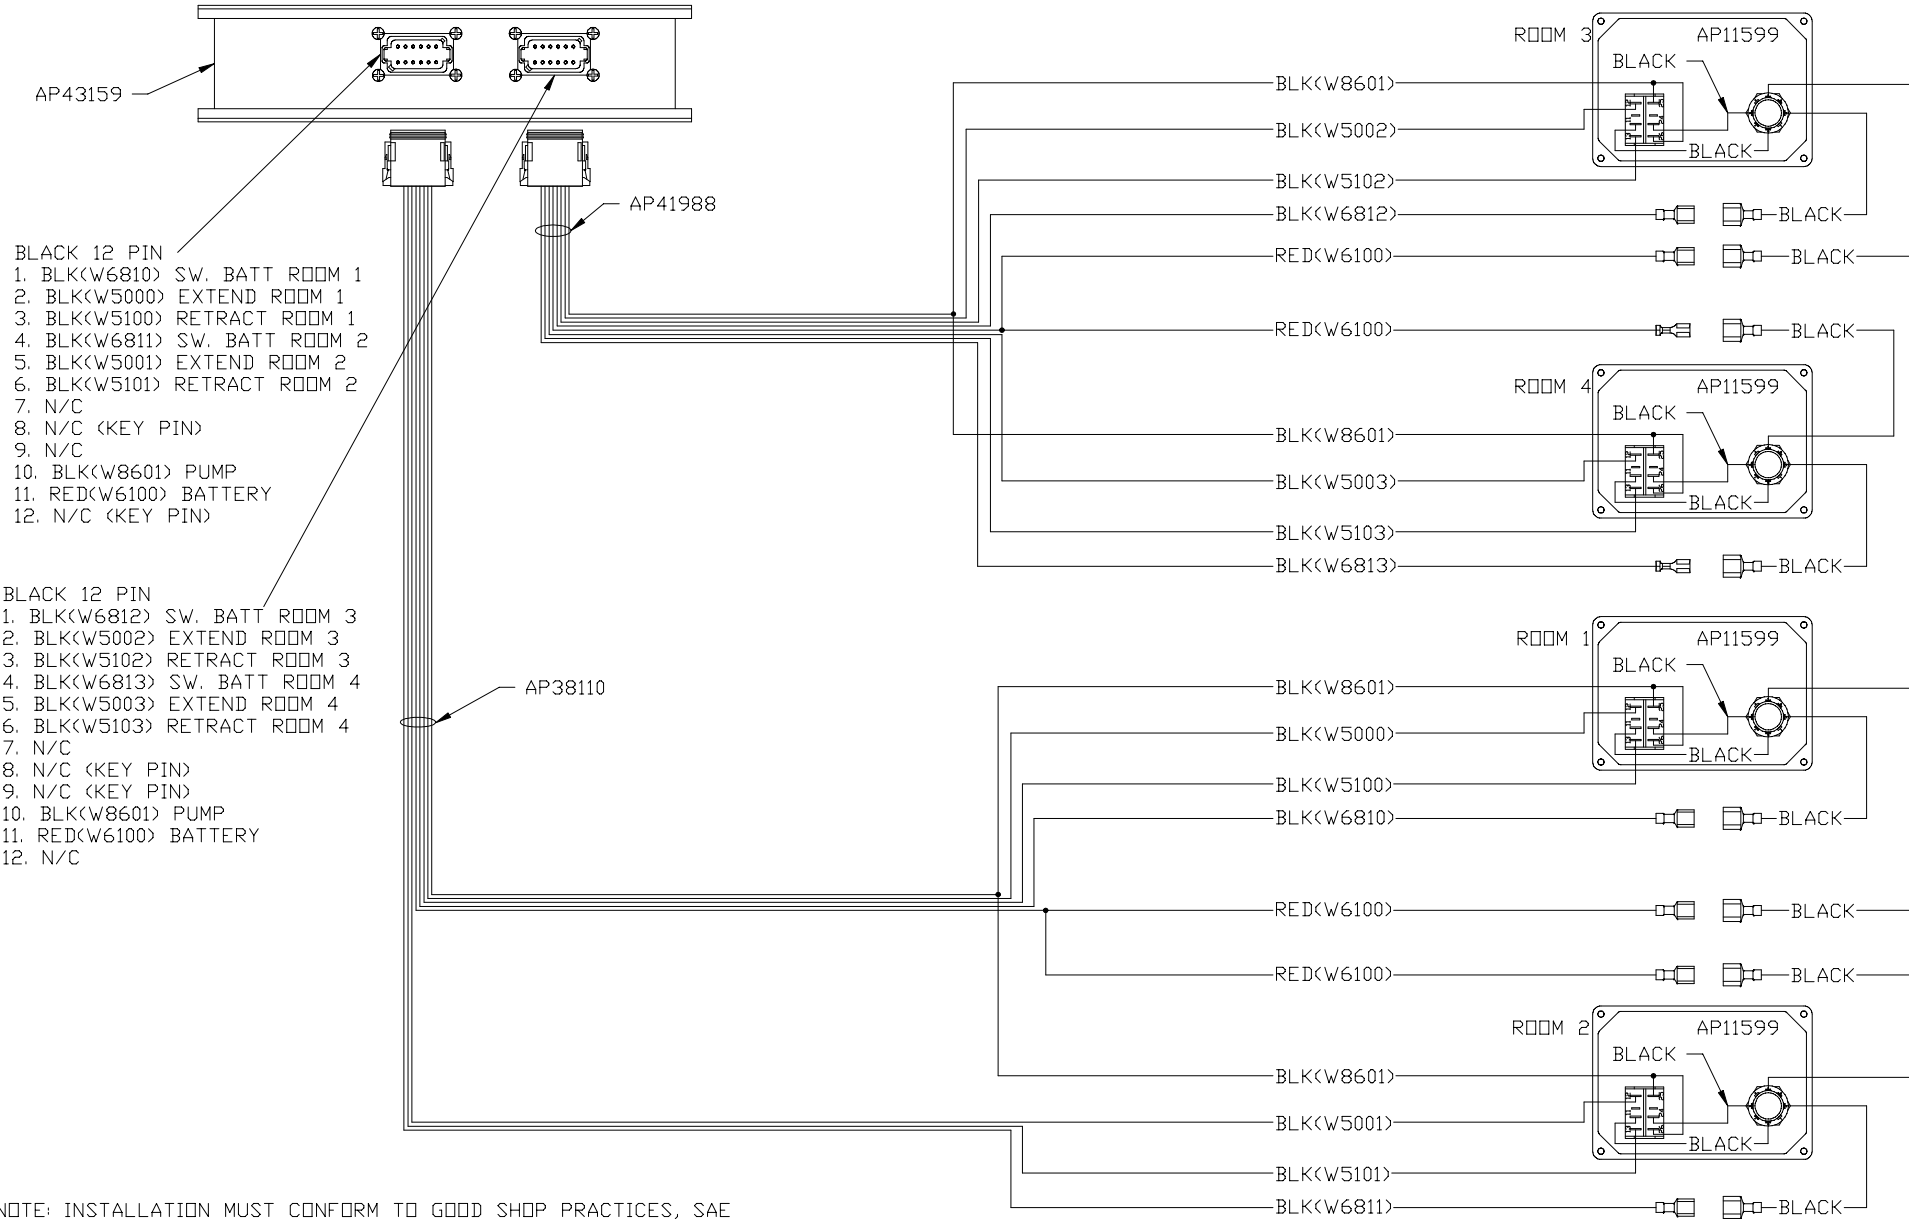 AP43159
BLACK 12 PIN
1. BLK(W6810) SW. BATT ROOM 1
2. BLK(W5000) EXTEND ROOM 1
3. BLK(W5100) RETRACT ROOM 1
4. BLK(W6811) SW. BATT ROOM 2
5. BLK(W5001) EXTEND ROOM 2
6. BLK(W5101) RETRACT ROOM 2
7. N/C
8. N/C (KEY PIN)
9. N/C
10. BLK(W8601) PUMP
11. RED(W6100) BATTERY
12. N/C (KEY PIN)
BLACK 12 PIN
1. BLK(W6812) SW. BATT ROOM 3
2. BLK(W5002) EXTEND ROOM 3
3. BLK(W5102) RETRACT ROOM 3
4. BLK(W6813) SW. BATT ROOM 4
5. BLK(W5003) EXTEND ROOM 4
6. BLK(W5103) RETRACT ROOM 4
7. N/C
8. N/C (KEY PIN)
9. N/C (KEY PIN)
10. BLK(W8601) PUMP
11. RED(W6100) BATTERY
12. N/C
AP41988
AP38110
ROOM 3
AP11599
BLACK
BLK(W8601)
BLK(W5002)
BLACK
BLK(W5102)
BLK(W6812)
BLACK
RED(W6100)
BLACK
RED(W6100)
BLACK
ROOM 4
AP11599
BLACK
BLK(W8601)
BLK(W5003)
BLACK
BLK(W5103)
BLK(W6813)
BLACK
ROOM 1
AP11599
BLACK
BLK(W8601)
BLK(W5000)
BLACK
BLK(W5100)
BLK(W6810)
BLACK
RED(W6100)
BLACK
RED(W6100)
BLACK
ROOM 2
AP11599
BLACK
BLK(W8601)
BLK(W5001)
BLACK
BLK(W5101)
BLK(W6811)
BLACK
NOTE: INSTALLATION MUST CONFORM TO GOOD SHOP PRACTICES, SAE